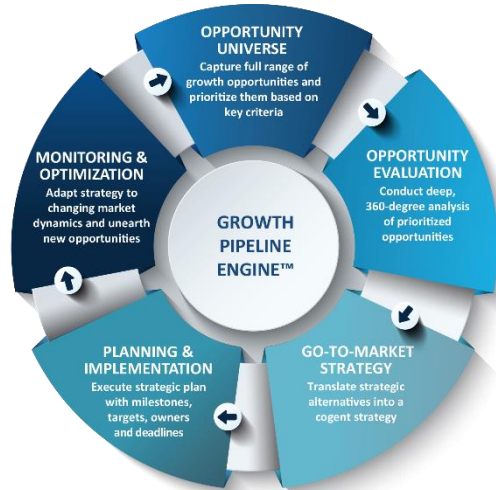 OPPORTUNITY
UNIVERSE
Capture full range of
growth opportunities and
prioritize them based on
key criteria
OPPORTUNITY
EVALUATION
Conduct deep,
360-degree analysis
of prioritized
opportunities
GO-TO-MARKET
STRATEGY
Translate strategic
alternatives into a
cogent strategy
PLANNING &
IMPLEMENTATION
Execute strategic plan
with milestones,
targets, owners
and deadlines
MONITORING &
OPTIMIZATION
Adapt strategy to
changing market
dynamics and unearth
new opportunities
GROWTH
PIPELINE
ENGINE™